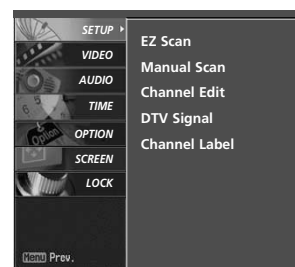 SETUP
VIDEO
AUDIO
TIME
OPTION
SCREEN
LOCK
Menu Prev.
EZ Scan
Manual Scan
Channel Edit
DTV Signal
Channel Label